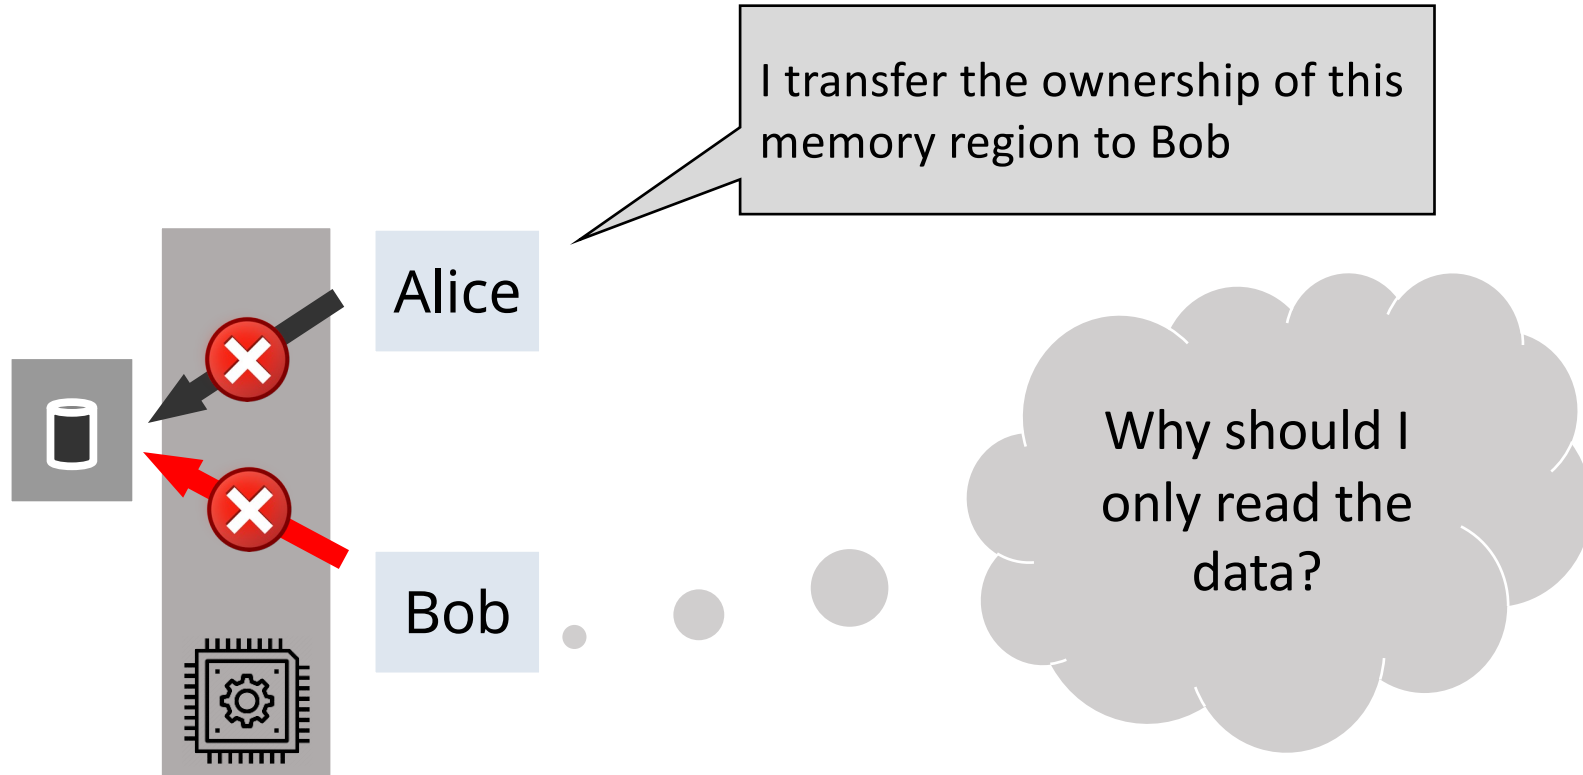 I transfer the ownership of this
memory region to Bob
Alice
Why should I
only read the
data?
Bob